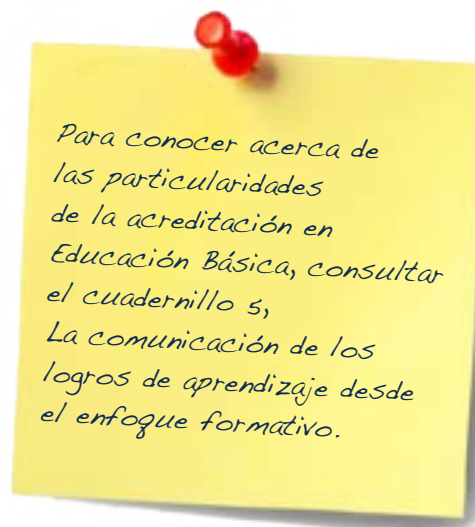 Para conocer acerca de
las particularidades
de la acreditación en
Educación Básica, consultar
el cuadernillo 5,
La comunicación de los
logros de aprendizaje desde
el enfoque formativo.